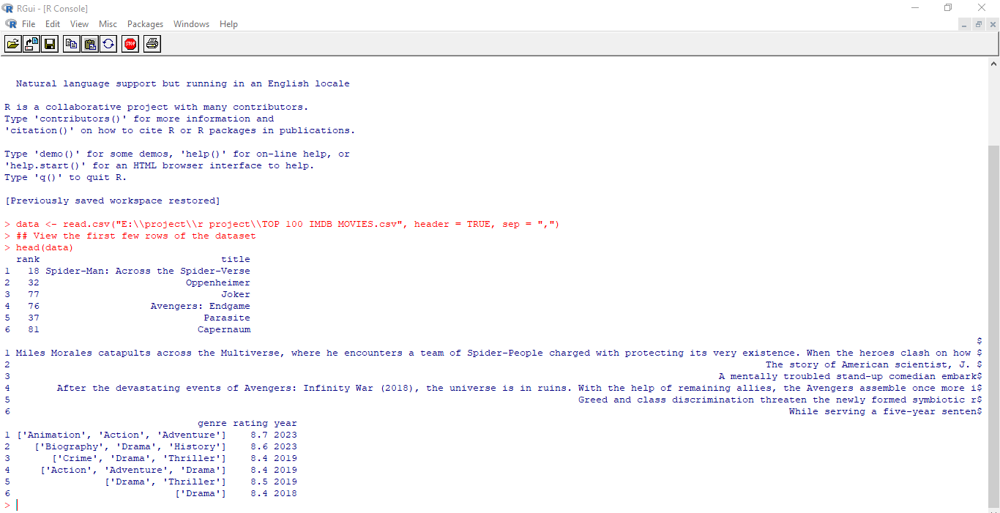 RGui - [R Console]
File Edit View Misc Packages Windows Help
STOP
Natural language support but running in an English locale
R is a collaborative project with many contributors.
Type 'contributors()' for more information and
'citation()' on how to cite R or R packages in publications.
Type 'demo()' for some demos, 'help()' for on-line help, or
'help.start()' for an HTML browser interface to help.
Type 'q()' to quit R.
[Previously saved workspace restored]
> data <- read.csv("E:\\project\\r project\\TOP 100 IMDB MOVIES.csv", header = TRUE, sep = ",")
> ## View the first few rows of the dataset
> head(data)
rank title
1 18 Spider-Man: Across the Spider-Verse
2 32 Oppenheimer
3 77 Joker
4 76 Avengers: Endgame
5 37 Parasite
6 81 Capernaum
$
1 Miles Morales catapults across the Multiverse, where he encounters a team of Spider-People charged with protecting its very existence. When the heroes clash on how $
2 The story of American scientist, J. $
3 A mentally troubled stand-up comedian embark$
4 After the devastating events of Avengers: Infinity War (2018), the universe is in ruins. With the help of remaining allies, the Avengers assemble once more i$
5 Greed and class discrimination threaten the newly formed symbiotic r$
6 While serving a five-year senten$
genre rating year
1 ['Animation', 'Action', 'Adventure'] 8.7 2023
2 ['Biography', 'Drama', 'History'] 8.6 2023
3 ['Crime', 'Drama', 'Thriller'] 8.4 2019
4 ['Action', 'Adventure', 'Drama'] 8.4 2019
5 ['Drama', 'Thriller'] 8.5 2019
6 ['Drama'] 8.4 2018
>